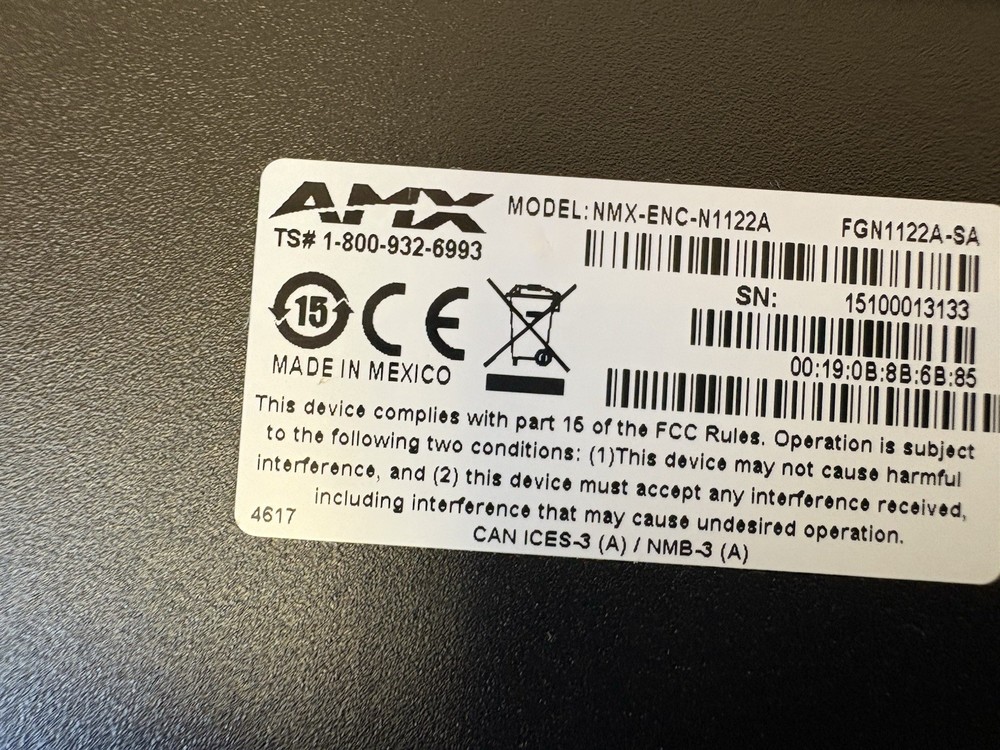 AMX
MODEL: NMX-ENC-N1122A FGN1122A-SA
TS# 1-800-932-6993
SN: 15100013133
15 CE
00:19:0B:8B:6B:85
MADE IN MEXICO
This device complies with part 15 of the FCC Rules. Operation is subject
to the following two conditions: (1)This device may not cause harmful
interference, and (2) this device must accept any interference received,
including interference that may cause undesired operation.
4617
CAN ICES-3 (A) / NMB-3 (A)